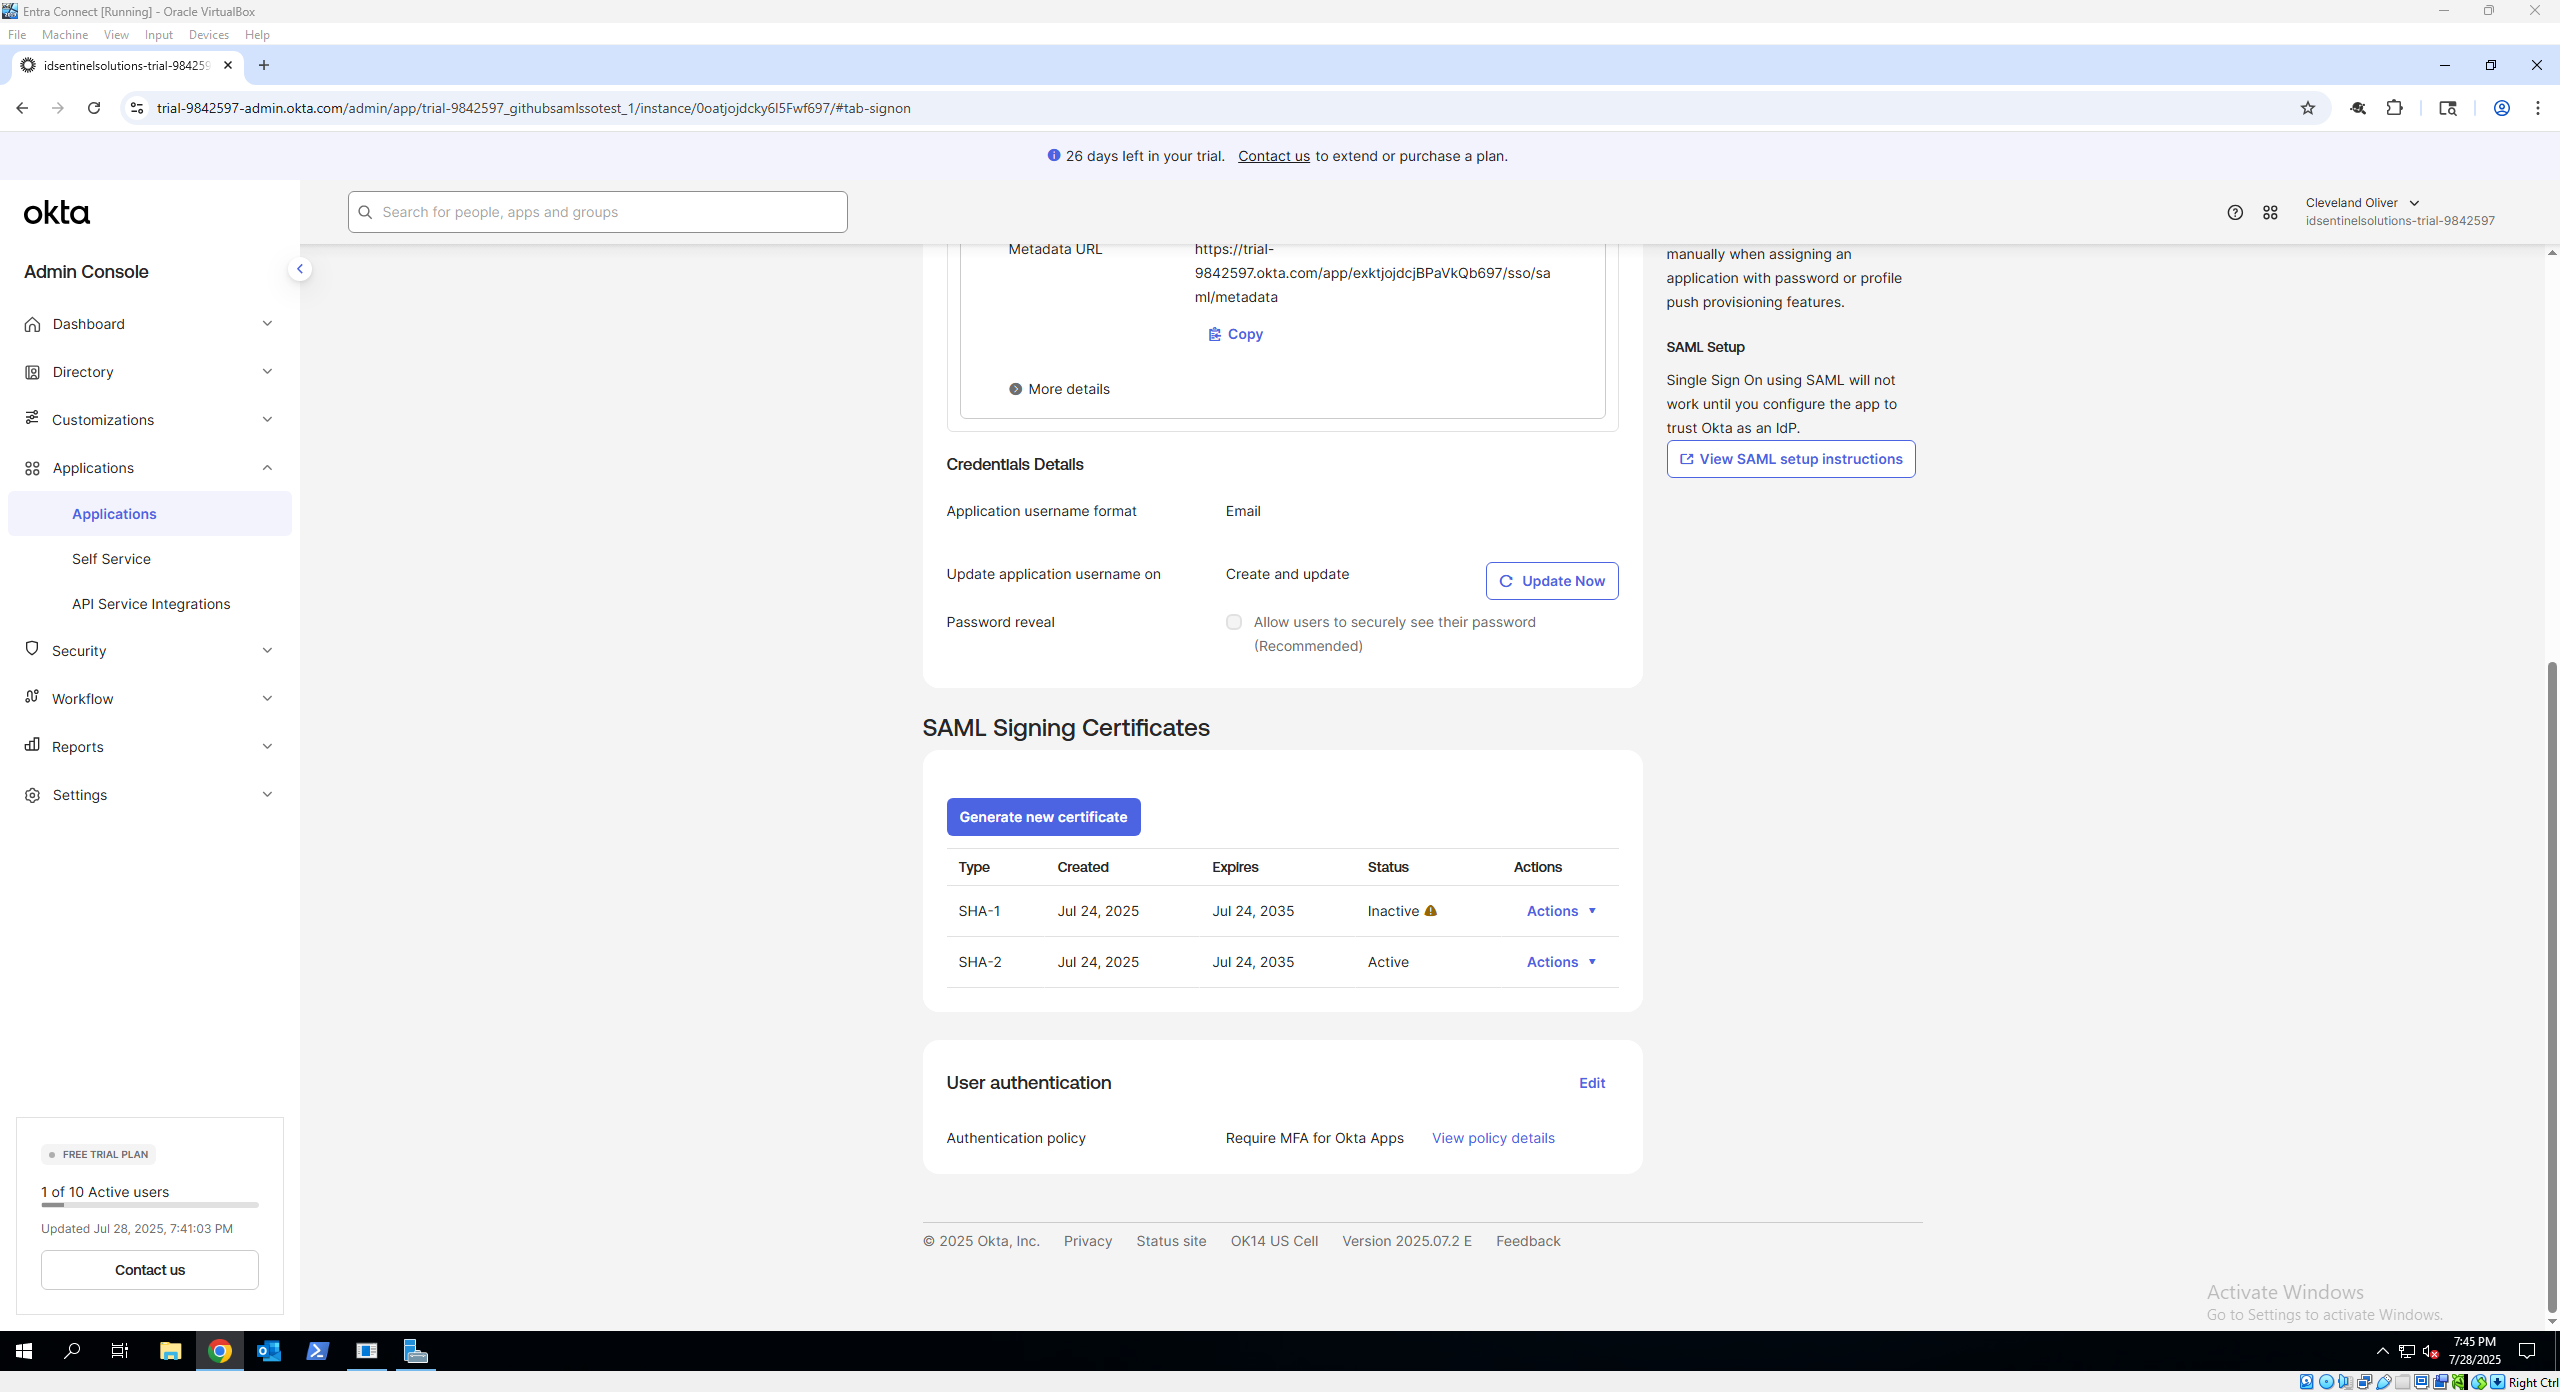 Entra Connect [Running] - Oracle VirtualBox
File Machine View Input Devices Help
idsentinelsolutions-trial-984259
trial-9842597-admin.okta.com/admin/app/trial-9842597_githubsamlssotest_1/instance/0oatjojdcky6I5Fwf697/#tab-signon
26 days left in your trial. Contact us to extend or purchase a plan.
okta
Search for people, apps and groups
Cleveland Oliver
idsentinelsolutions-trial-9842597
Admin Console
Dashboard
Directory
Customizations
Applications
Applications
Self Service
API Service Integrations
Security
Workflow
Reports
Settings
FREE TRIAL PLAN
1 of 10 Active users
Updated Jul 28, 2025, 7:41:03 PM
Contact us
Metadata URL
https://trial-
9842597.okta.com/app/exktjojdcjBPaVkQb697/sso/sa
ml/metadata
Copy
More details
Credentials Details
Application username format Email
Update application username on Create and update Update Now
Password reveal Allow users to securely see their password
(Recommended)
SAML Signing Certificates
Generate new certificate
Type Created Expires Status Actions
SHA-1 Jul 24, 2025 Jul 24, 2035 Inactive Actions
SHA-2 Jul 24, 2025 Jul 24, 2035 Active Actions
User authentication Edit
Authentication policy Require MFA for Okta Apps View policy details
manually when assigning an
application with password or profile
push provisioning features.
SAML Setup
Single Sign On using SAML will not
work until you configure the app to
trust Okta as an IdP.
View SAML setup instructions
© 2025 Okta, Inc. Privacy Status site OK14 US Cell Version 2025.07.2 E Feedback
Activate Windows
Go to Settings to activate Windows.
7:45 PM
7/28/2025
Right Ctrl